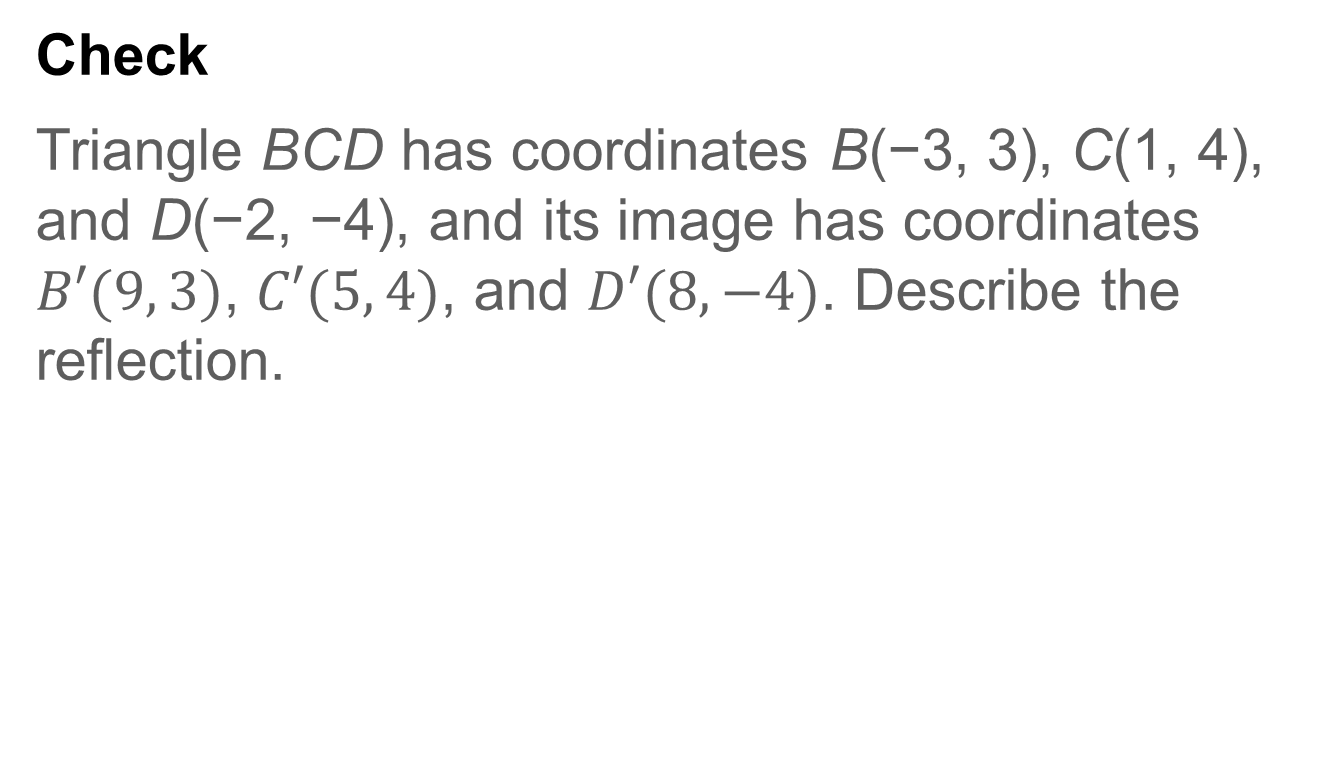 Check
Triangle BCD has coordinates B(−3, 3), C(1, 4),
and D(−2, −4), and its image has coordinates
B′(9, 3), C′(5, 4), and D′(8, −4). Describe the
reflection.